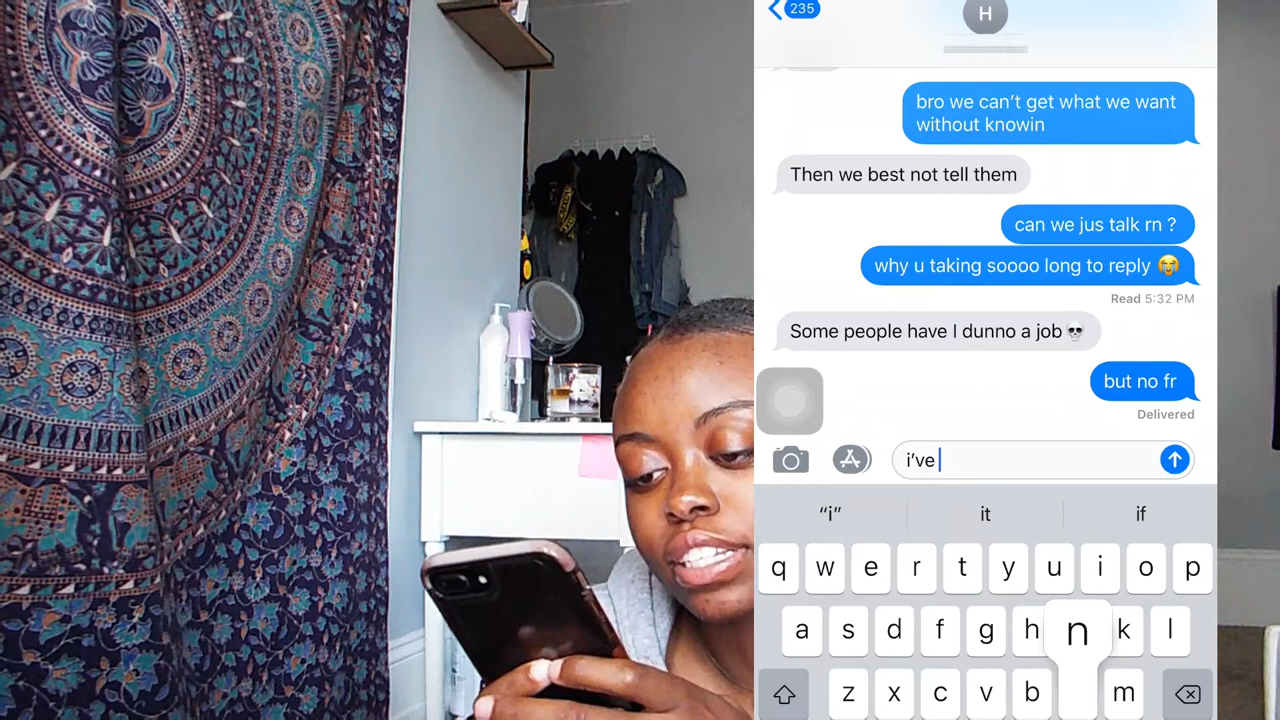 235
H
bro we can't get what we want
without knowin
Then we best not tell them
can we jus talk rn ?
why u taking soooo long to reply 😭
Read 5:32 PM
Some people have I dunno a job💀
but no fr
Delivered
i've
“i” it if
q w e r t y u i o p
a s d f g h n k l
z x c v b m